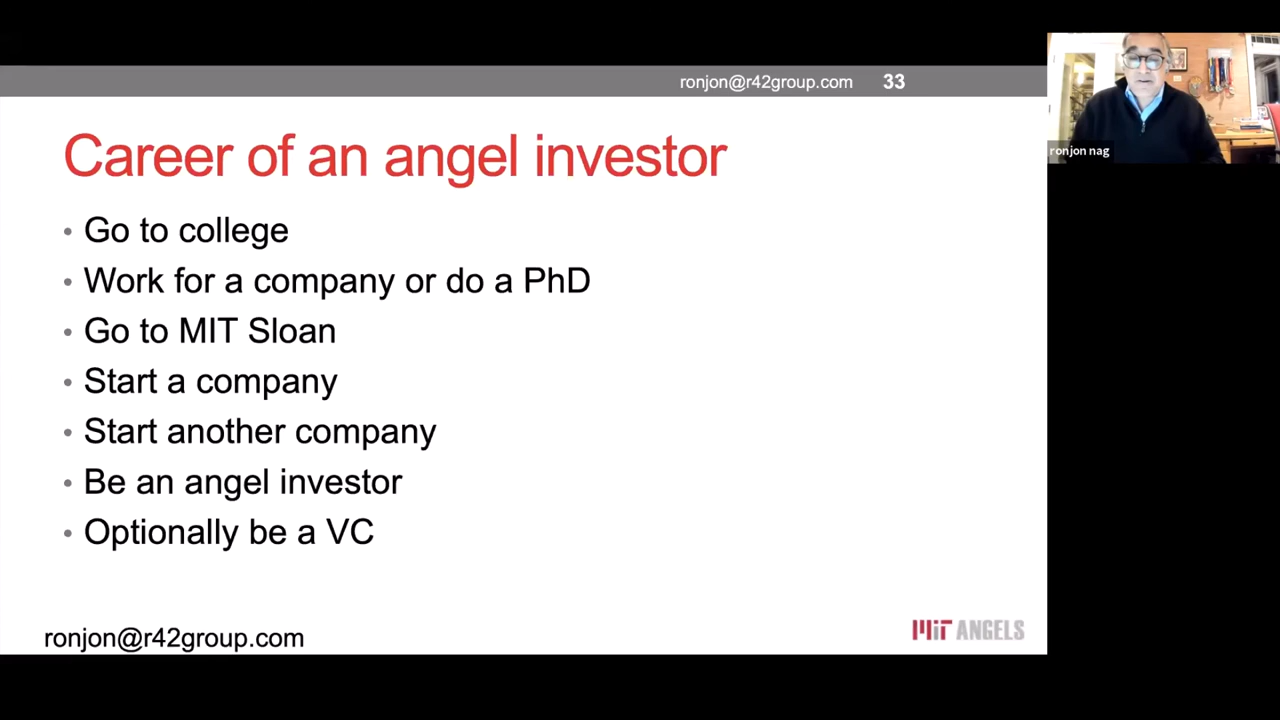 ronjon@r42group.com 33
ronjon nag
Career of an angel investor
• Go to college
• Work for a company or do a PhD
• Go to MIT Sloan
• Start a company
• Start another company
• Be an angel investor
• Optionally be a VC
ronjon@r42group.com
MIT ANGELS